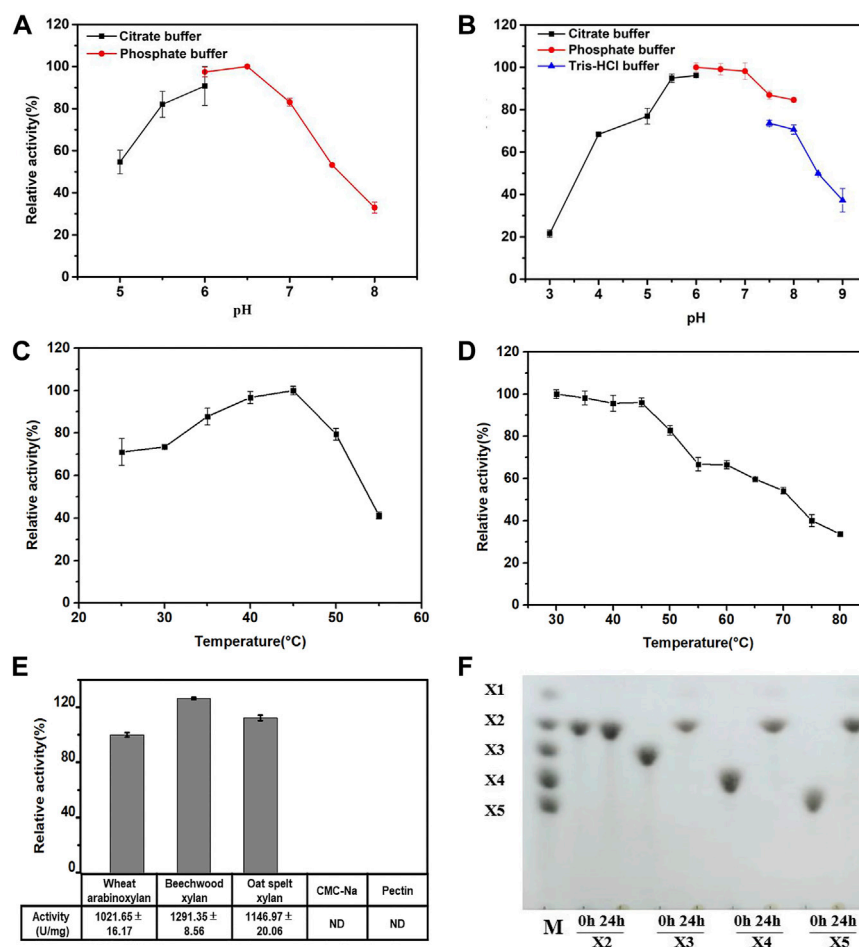 A
Citrate buffer
Phosphate buffer
Relative activity(%)
120
100
80
60
40
20
0
5
6
7
8
pH
B
Citrate buffer
Phosphate buffer
Tris-HCl buffer
Relative activity(%)
120
100
80
60
40
20
0
3
4
5
6
7
8
9
pH
C
Relative activity(%)
120
100
80
60
40
20
0
20
30
40
50
60
Temperature(°C)
D
Relative activity(%)
120
100
80
60
40
20
0
30
40
50
60
70
80
Temperature(°C)
E
Relative activity(%)
120
90
60
30
0
Wheat arabinoxylan
Beechwood xylan
Oat spelt xylan
CMC-Na
Pectin
Activity (U/mg)
1021.65 ± 16.17
1291.35 ± 8.56
1146.97 ± 20.06
ND
ND
F
X1
X2
X3
X4
X5
M
0h 24h
0h 24h
0h 24h
0h 24h
X2
X3
X4
X5